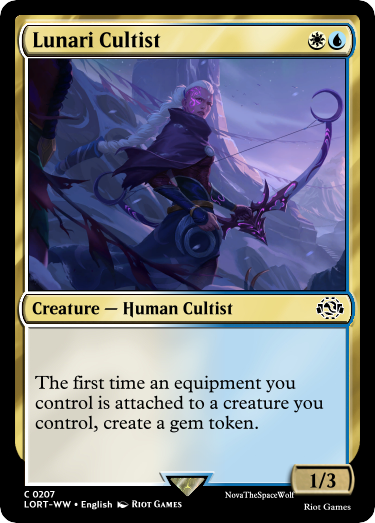 Lunari Cultist
Creature — Human Cultist
The first time an equipment you
control is attached to a creature you
control, create a gem token.
1/3
C 0207
LORT-WW • English RIOT GAMES
NovaTheSpaceWolf
Riot Games